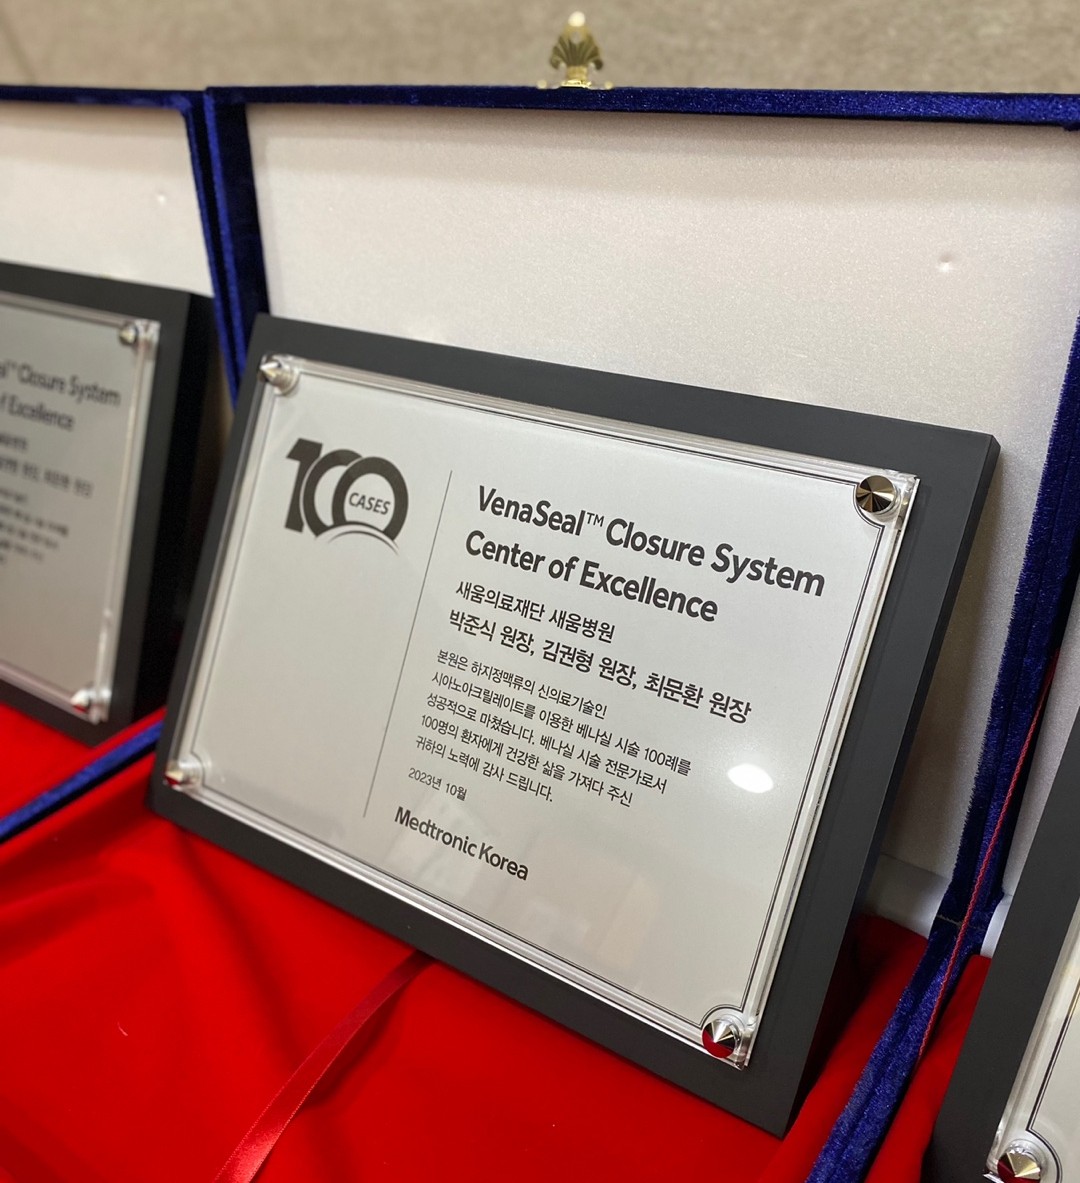 Closure System
f Excellence
100
CASES
VenaSeal™ Closure System
Center of Excellence
새움의료재단 새움병원
박준식 원장, 김권형 원장, 최문환 원장
본원은 하지정맥류의 신의료기술인
시아노아크릴레이트를 이용한 베나실 시술 100례를
성공적으로 마쳤습니다. 베나실 시술 전문가로서
100명의 환자에게 건강한 삶을 가져다 주신
귀하의 노력에 감사 드립니다.
2023년 10월
Medtronic Korea